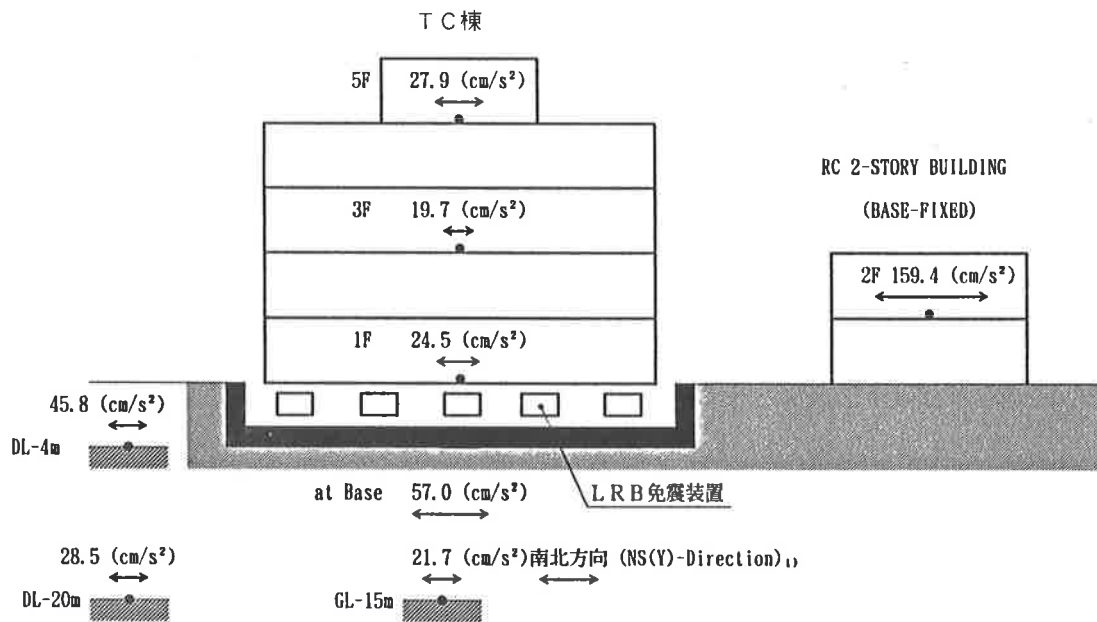 TC棟
5F 27.9 (cm/s²)
RC 2-STORY BUILDING
3F 19.7 (cm/s²)
(BASE-FIXED)
2F 159.4 (cm/s²)
1F 24.5 (cm/s²)
45.8 (cm/s²)
DL-4m
at Base 57.0 (cm/s²)
LRB免震装置
28.5 (cm/s²)
21.7 (cm/s²)南北方向 (NS(Y)-Direction)₁₎
DL-20m
GL-15m